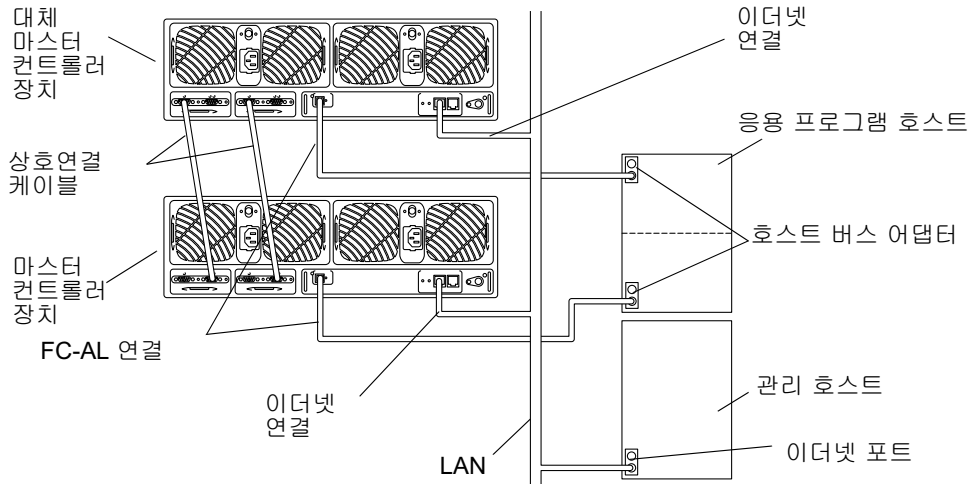 대체
마스터
컨트롤러
장치
이더넷
연결
응용 프로그램 호스트
상호연결
케이블
호스트 버스 어댑터
마스터
컨트롤러
장치
FC-AL 연결
관리 호스트
이더넷
연결
LAN
이더넷 포트